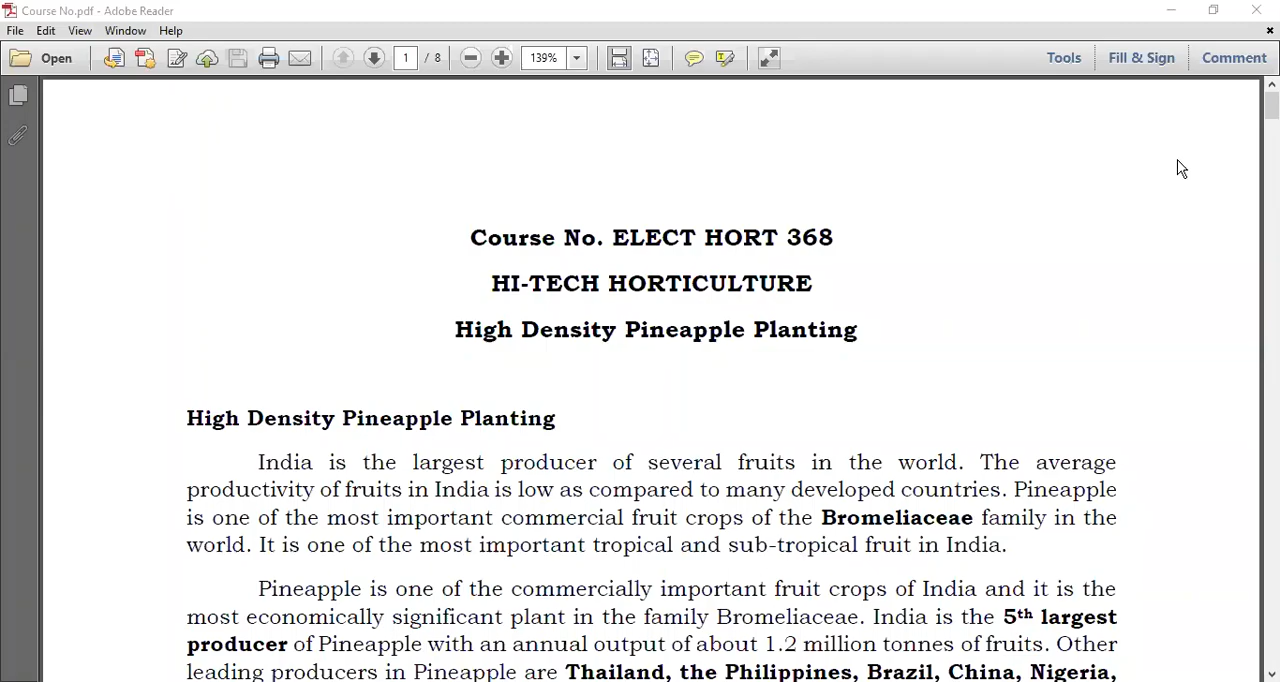 Course No.pdf - Adobe Reader
File Edit View Window Help
Open 1 / 8 139% Tools Fill & Sign Comment
Course No. ELECT HORT 368
HI-TECH HORTICULTURE
High Density Pineapple Planting
High Density Pineapple Planting
India is the largest producer of several fruits in the world. The average
productivity of fruits in India is low as compared to many developed countries. Pineapple
is one of the most important commercial fruit crops of the Bromeliaceae family in the
world. It is one of the most important tropical and sub-tropical fruit in India.
Pineapple is one of the commercially important fruit crops of India and it is the
most economically significant plant in the family Bromeliaceae. India is the 5th largest
producer of Pineapple with an annual output of about 1.2 million tonnes of fruits. Other
leading producers in Pineapple are Thailand, the Philippines, Brazil, China, Nigeria,